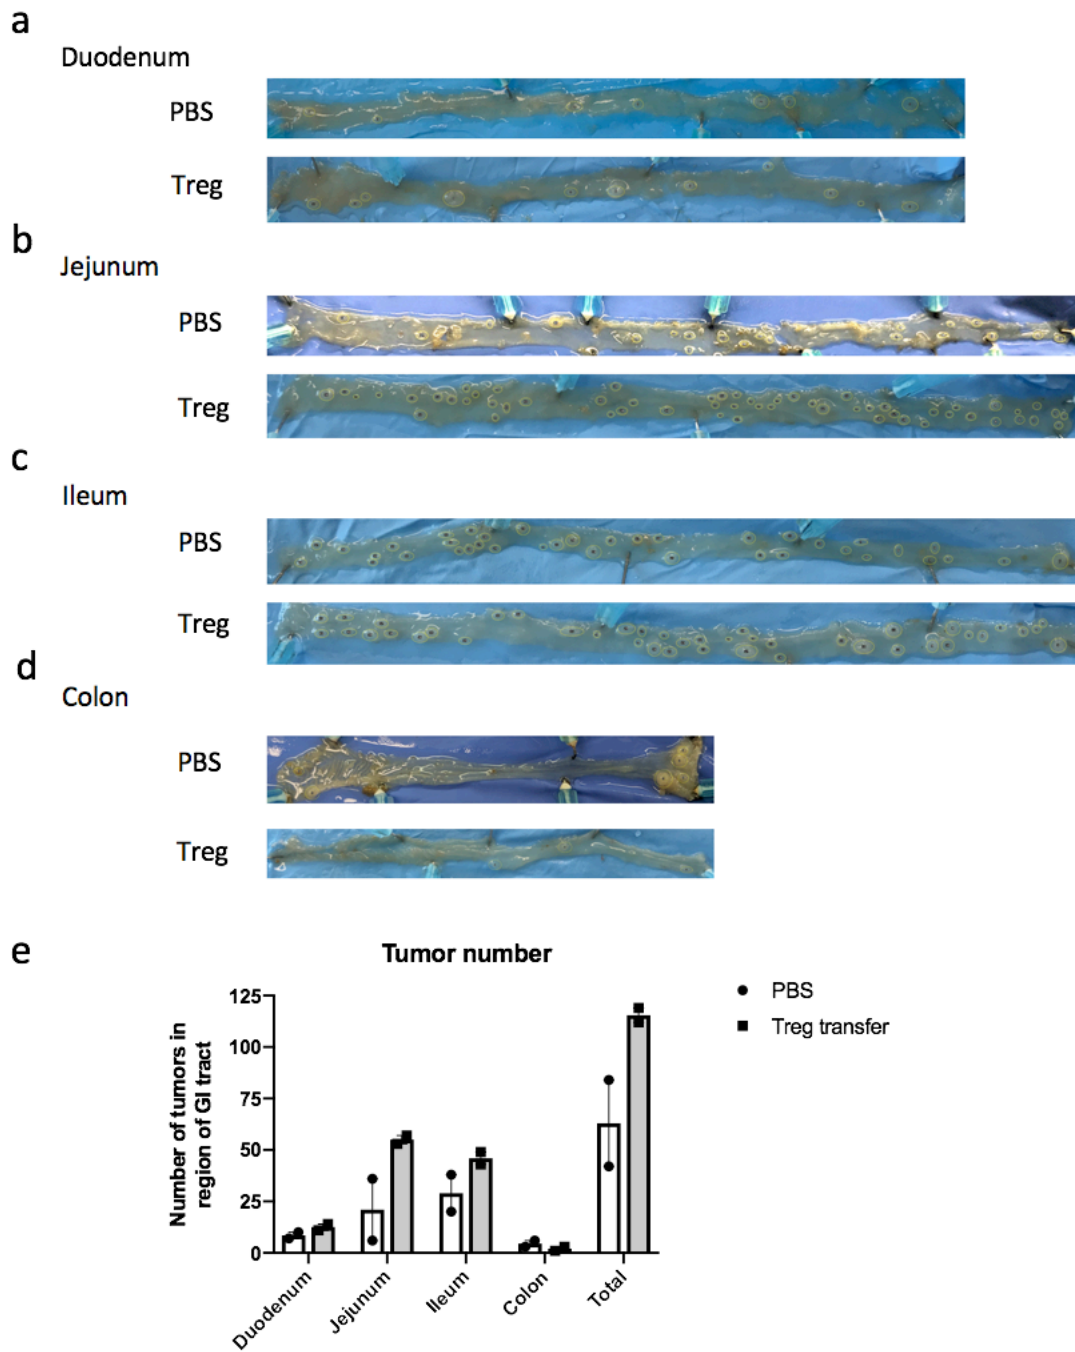 a
Duodenum
PBS
Treg
b
Jejunum
PBS
Treg
c
Ileum
PBS
Treg
d
Colon
PBS
Treg
e
Tumor number
Number of tumors in
region of GI tract
125
100
75
50
25
0
Duodenum
Jejunum
Ileum
Colon
Total
PBS
Treg transfer